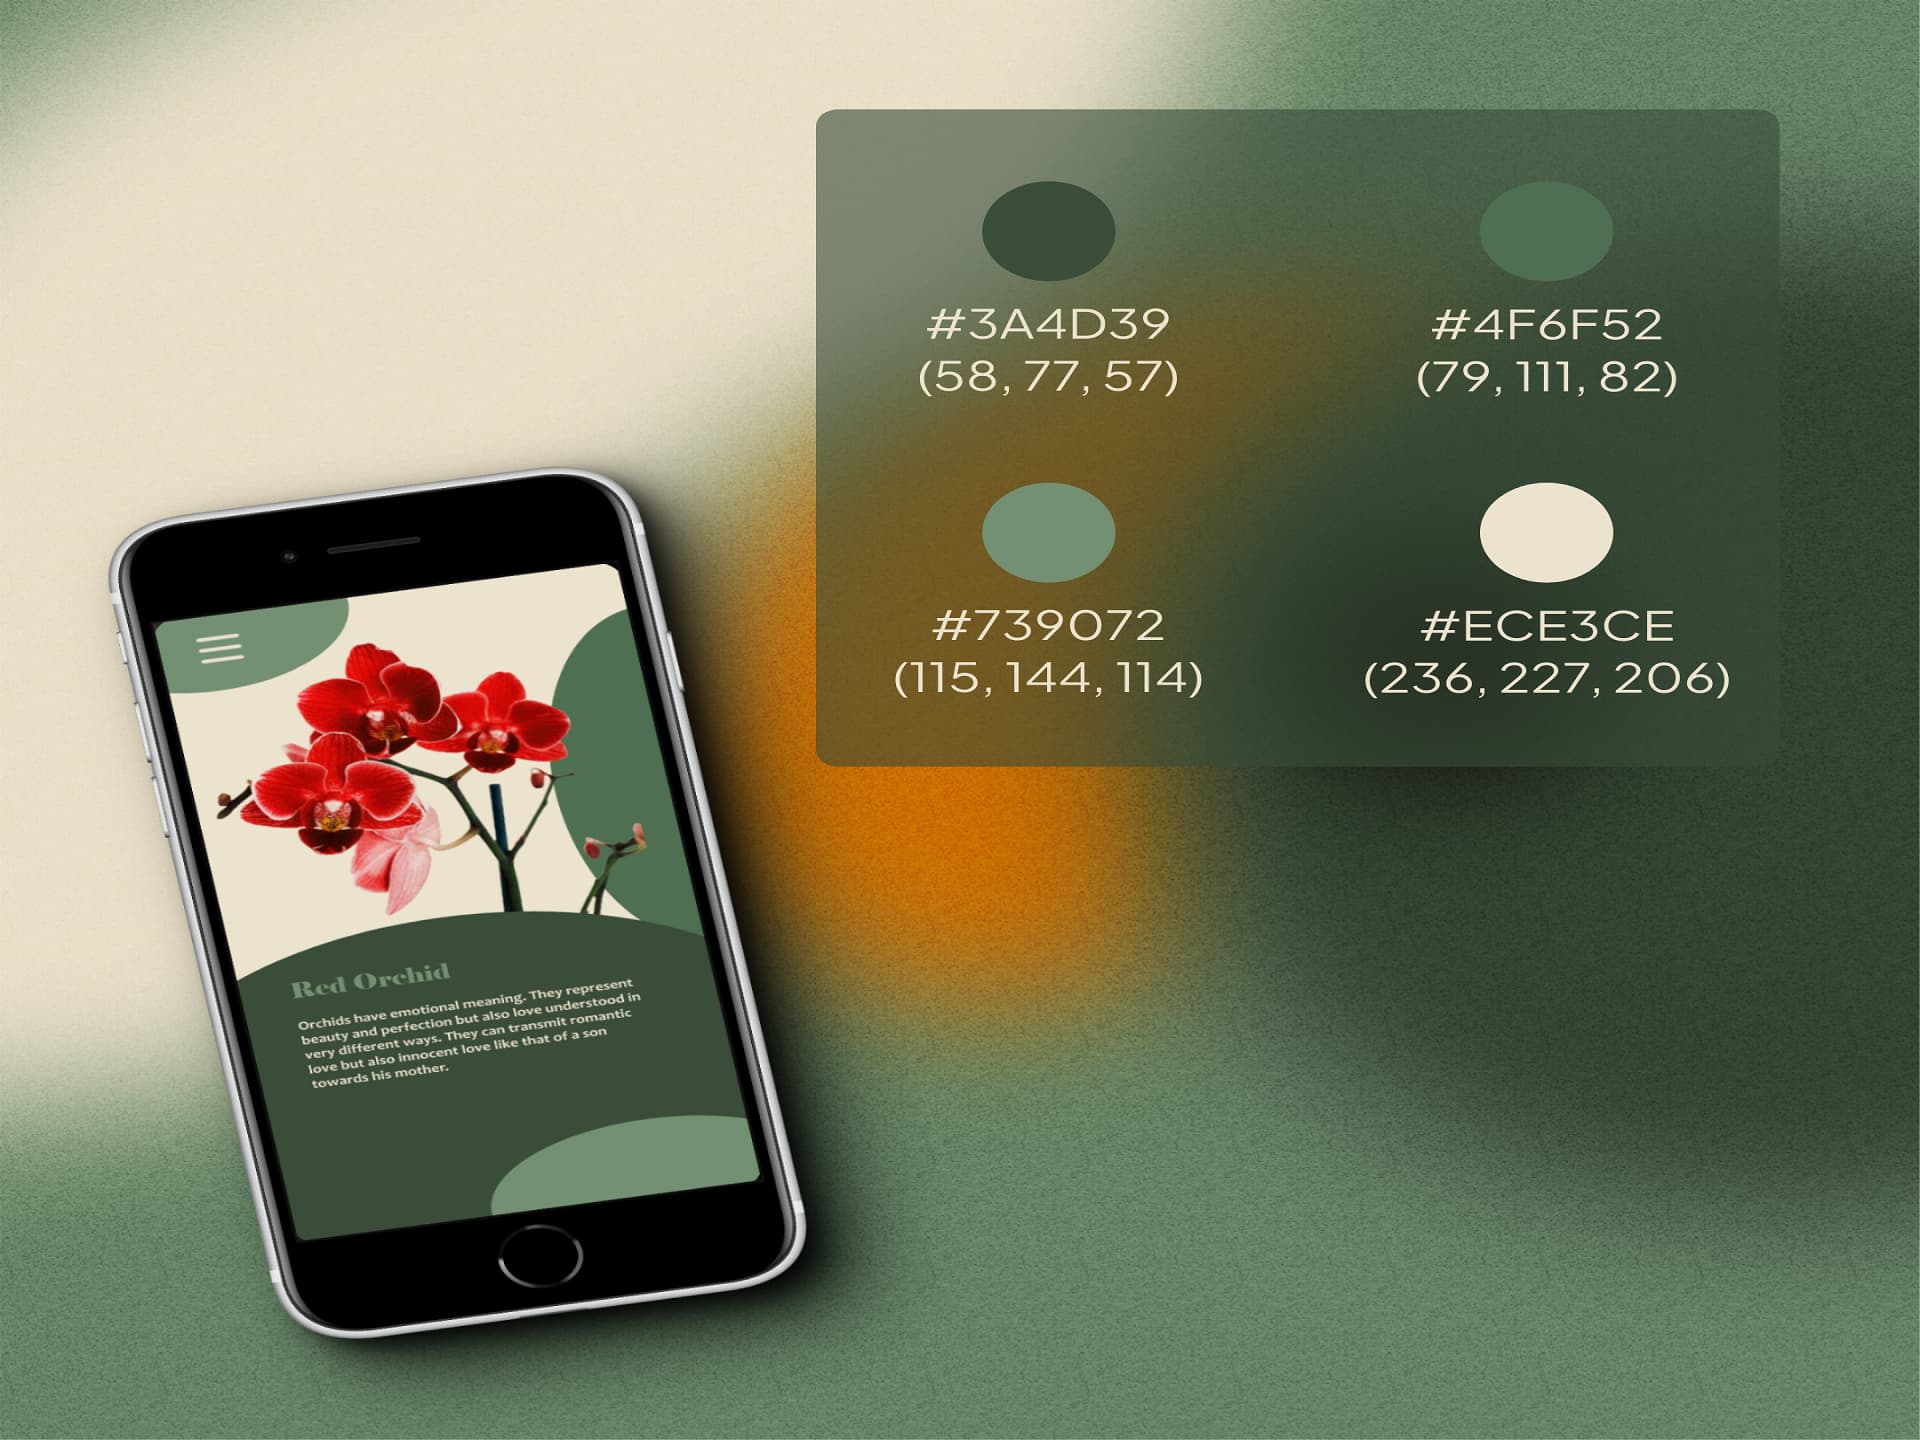 #3A4D39
(58, 77, 57)
#4F6F52
(79, 111, 82)
#739072
(115, 144, 114)
#ECE3CE
(236, 227, 206)
Red Orchid
Orchids have emotional meaning. They represent
beauty and perfection but also love understood in
very different ways. They can transmit romantic
love but also innocent love like that of a son
towards his mother.